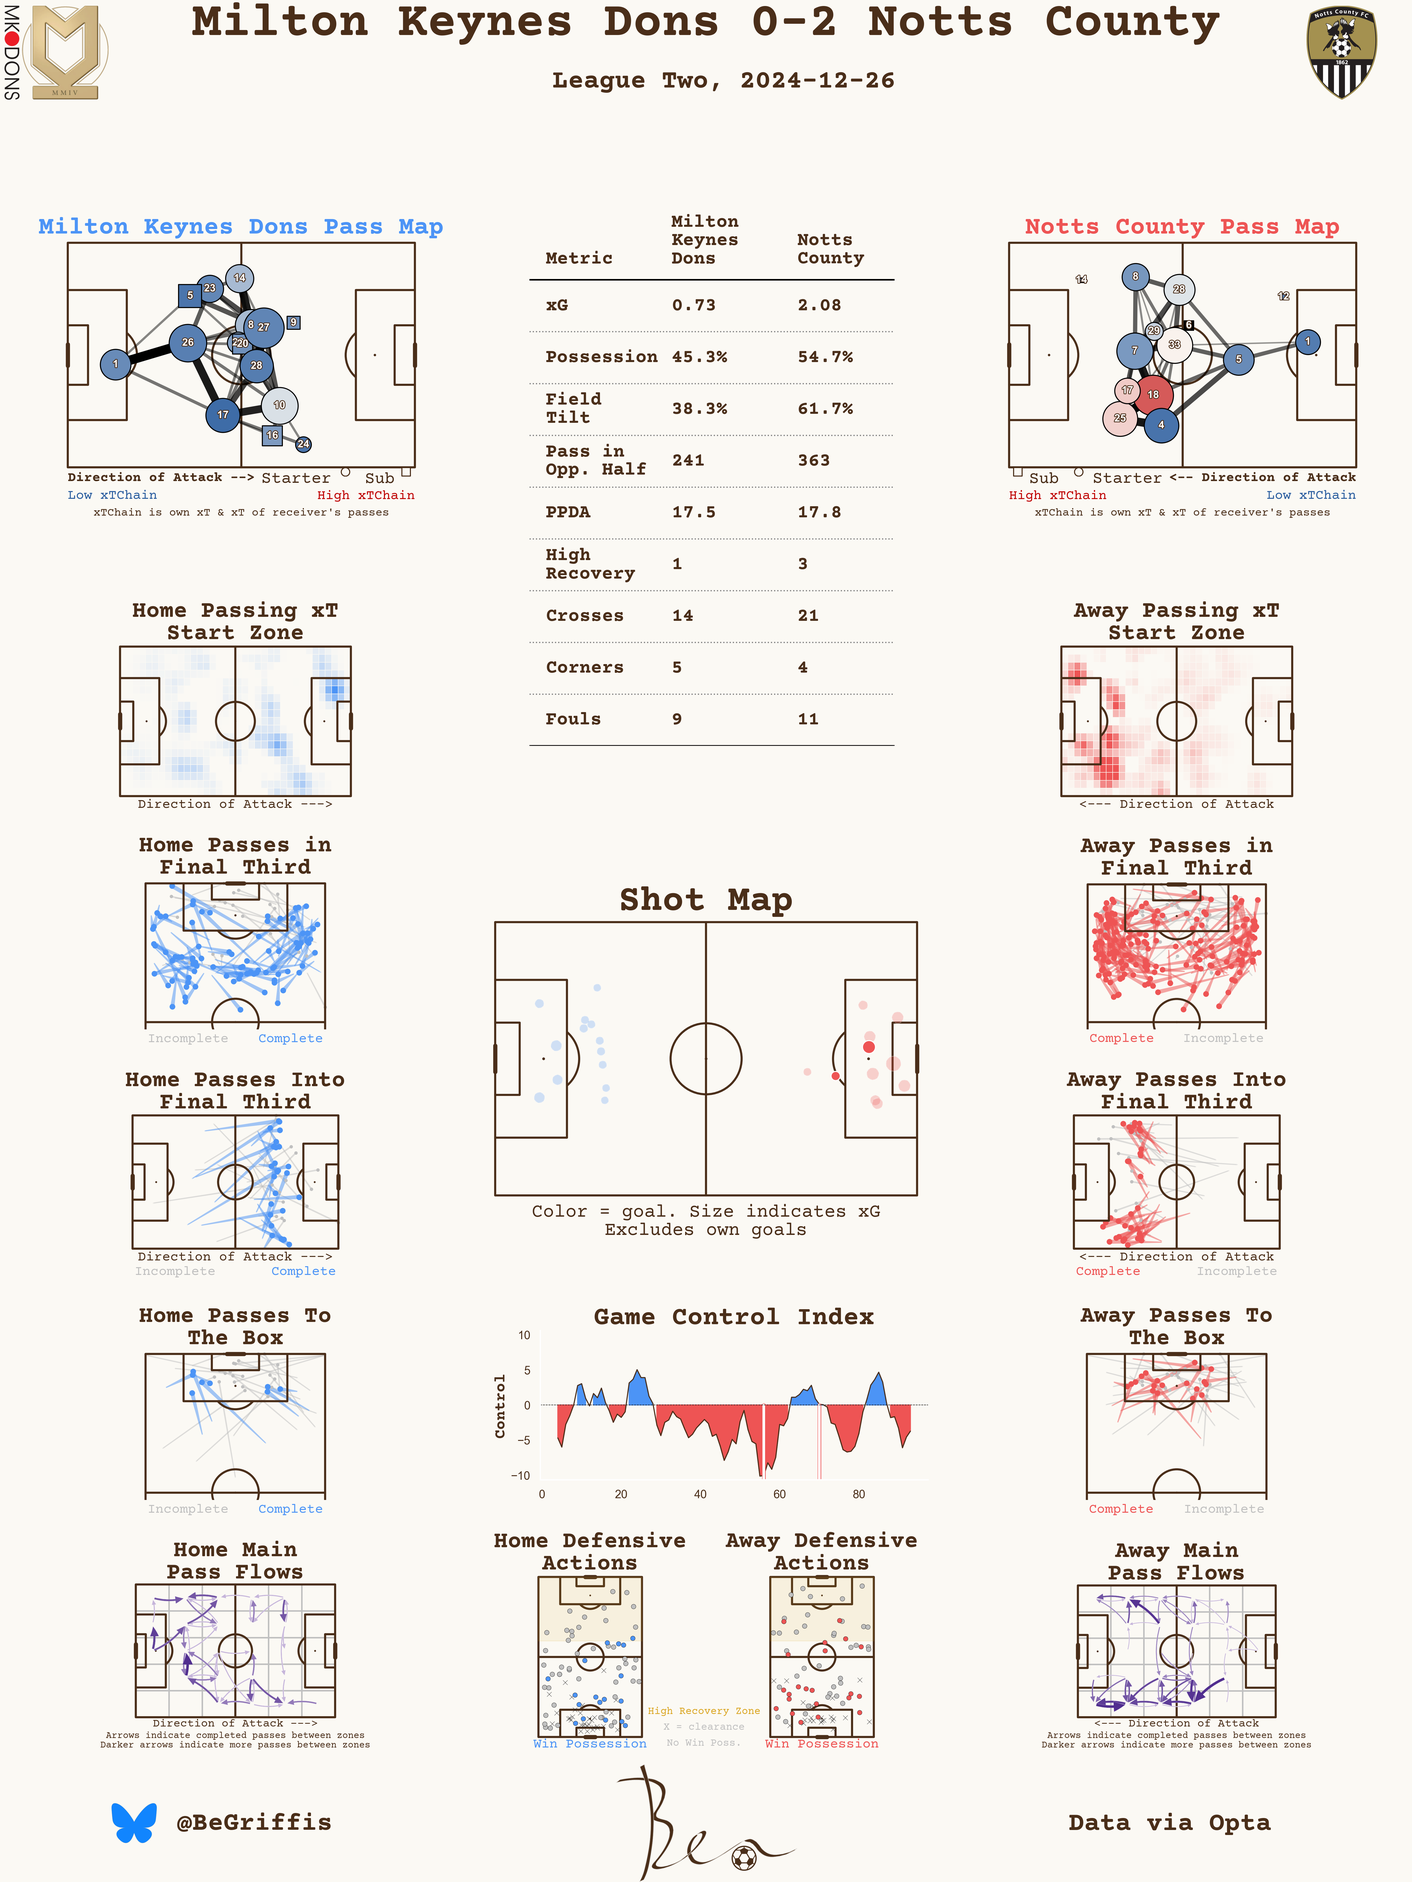 Milton Keynes Dons 0-2 Notts County
League Two, 2024-12-26
MK DONS
MMIV
Notts County FC
1862
Milton Keynes Dons Pass Map
1
26
5
23
14
8
27
9
20
28
17
10
16
24
Direction of Attack --> Starter Sub
Low xTChain High xTChain
xTChain is own xT & xT of receiver's passes
Metric Milton Keynes Dons Notts County
xG 0.73 2.08
Possession 45.3% 54.7%
Field Tilt 38.3% 61.7%
Pass in Opp. Half 241 363
PPDA 17.5 17.8
High Recovery 1 3
Crosses 14 21
Corners 5 4
Fouls 9 11
Notts County Pass Map
14
8
28
12
29
6
33
7
5
1
17
18
25
4
Sub Starter <-- Direction of Attack
High xTChain Low xTChain
xTChain is own xT & xT of receiver's passes
Home Passing xT
Start Zone
Direction of Attack --->
Away Passing xT
Start Zone
<--- Direction of Attack
Home Passes in
Final Third
Incomplete Complete
Away Passes in
Final Third
Complete Incomplete
Shot Map
Color = goal. Size indicates xG
Excludes own goals
Home Passes Into
Final Third
Direction of Attack --->
Incomplete Complete
Away Passes Into
Final Third
<--- Direction of Attack
Complete Incomplete
Home Passes To
The Box
Incomplete Complete
Game Control Index
Control
10
5
0
−5
−10
0 20 40 60 80
Away Passes To
The Box
Complete Incomplete
Home Main
Pass Flows
Direction of Attack --->
Arrows indicate completed passes between zones
Darker arrows indicate more passes between zones
Home Defensive
Actions
Win Possession
High Recovery Zone
X = clearance
No Win Poss.
Away Defensive
Actions
Win Possession
Away Main
Pass Flows
<--- Direction of Attack
Arrows indicate completed passes between zones
Darker arrows indicate more passes between zones
@BeGriffis
Ben
Data via Opta